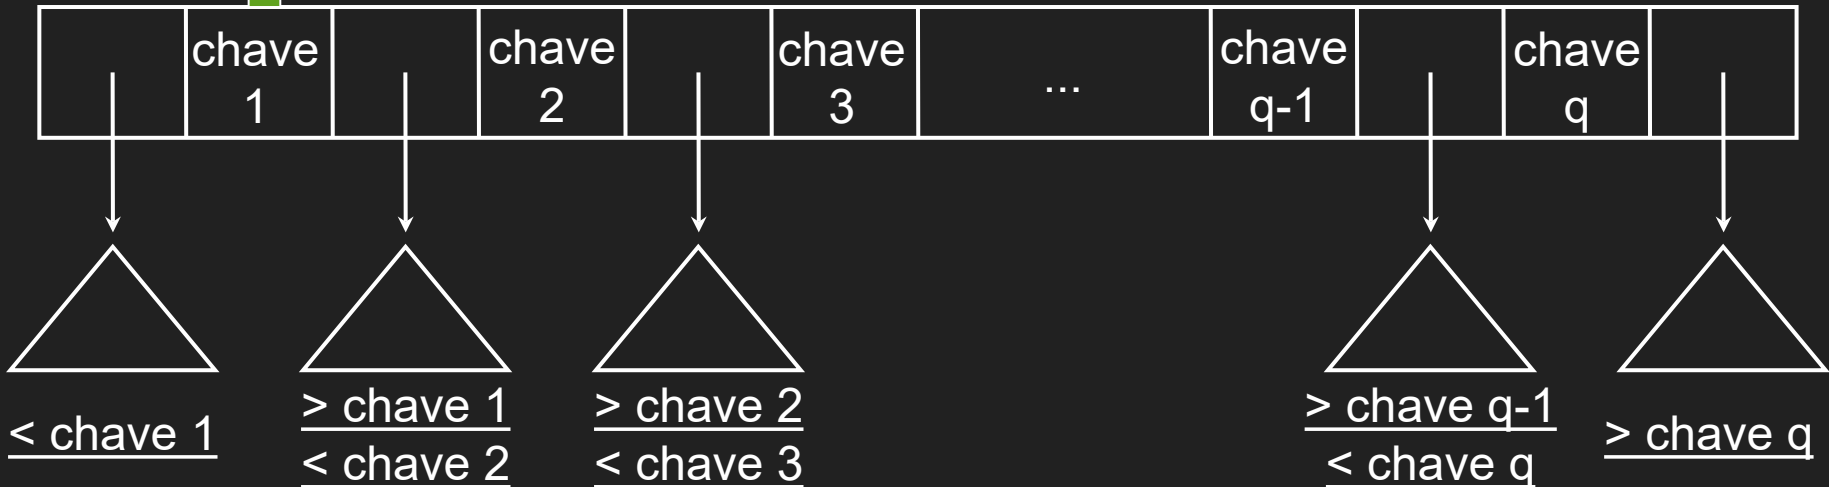 chave
1
chave
2
chave
3
...
chave
q-1
chave
q
< chave 1
> chave 1
< chave 2
> chave 2
< chave 3
> chave q-1
< chave q
> chave q